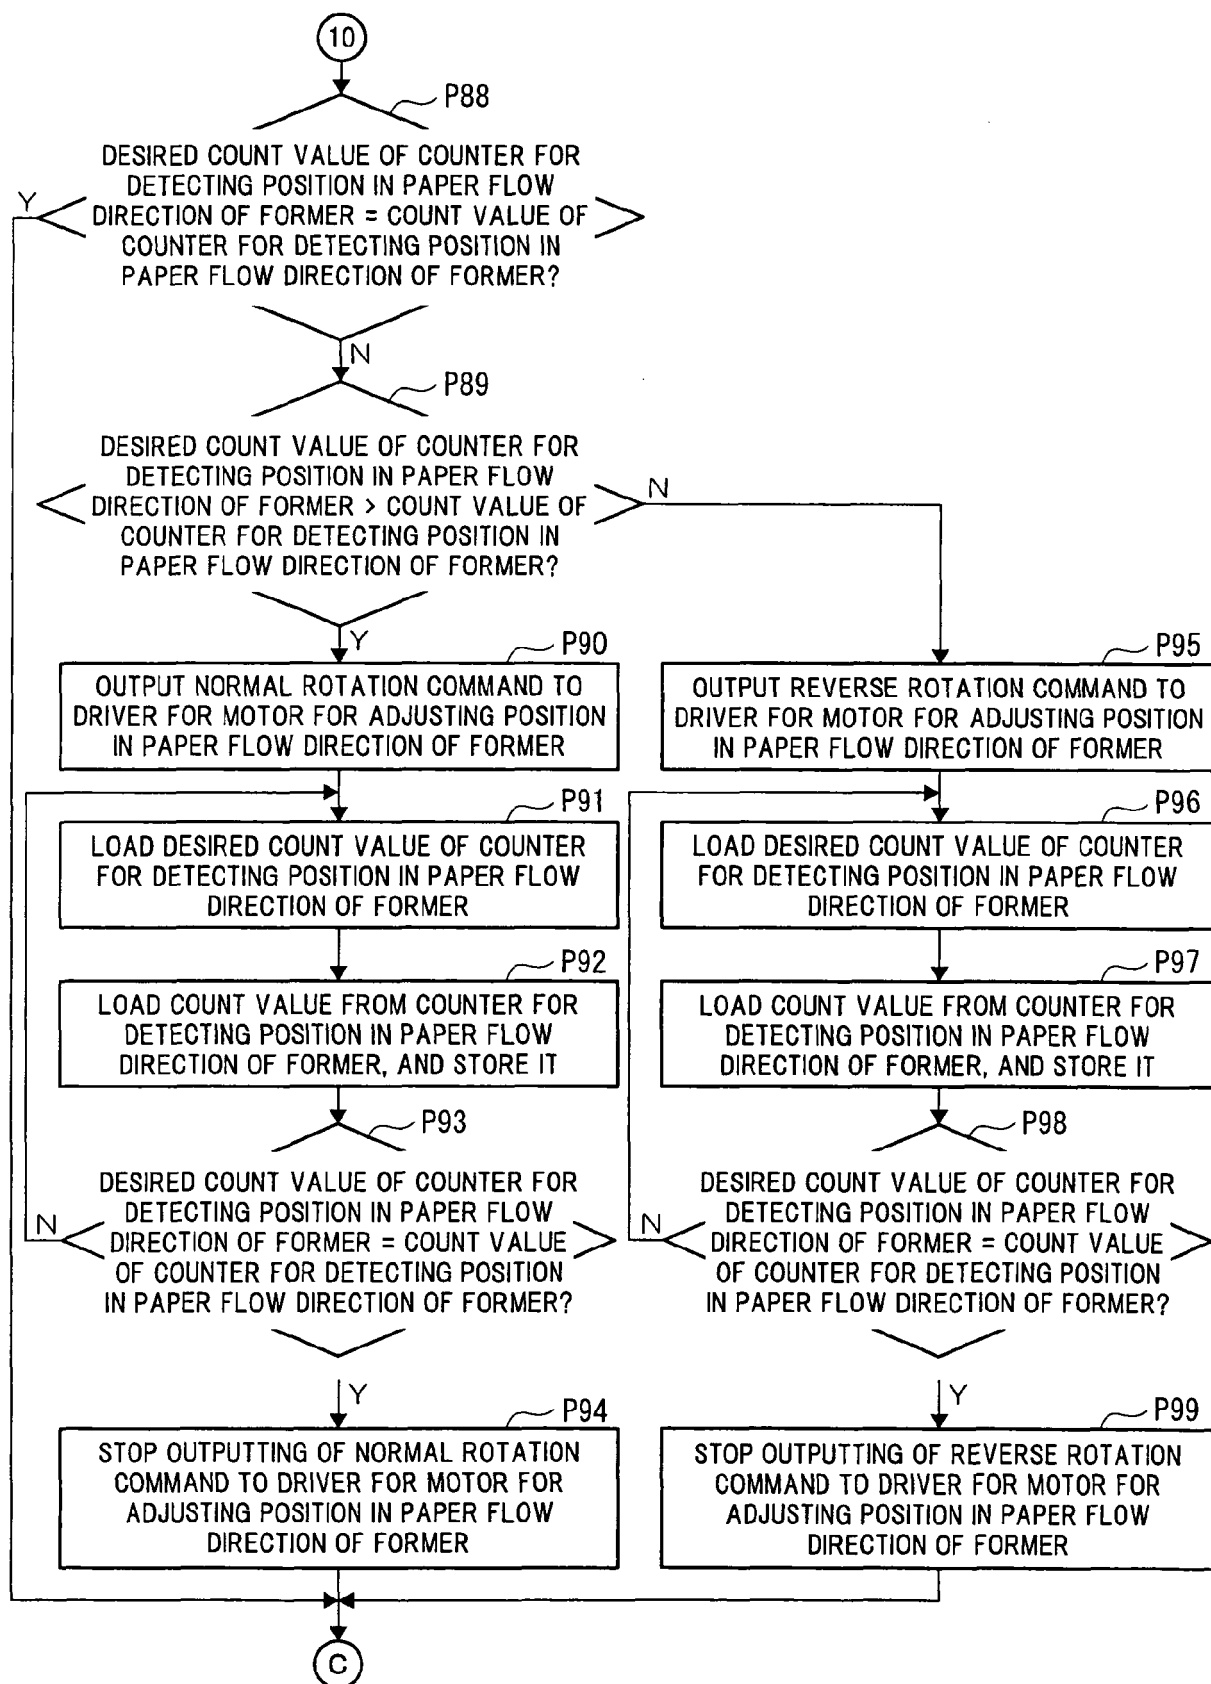 10
P88
DESIRED COUNT VALUE OF COUNTER FOR
DETECTING POSITION IN PAPER FLOW
DIRECTION OF FORMER = COUNT VALUE OF
COUNTER FOR DETECTING POSITION IN
PAPER FLOW DIRECTION OF FORMER?
Y
N
P89
DESIRED COUNT VALUE OF COUNTER FOR
DETECTING POSITION IN PAPER FLOW
DIRECTION OF FORMER > COUNT VALUE OF
COUNTER FOR DETECTING POSITION IN
PAPER FLOW DIRECTION OF FORMER?
N
Y
P90
OUTPUT NORMAL ROTATION COMMAND TO
DRIVER FOR MOTOR FOR ADJUSTING POSITION
IN PAPER FLOW DIRECTION OF FORMER
P91
LOAD DESIRED COUNT VALUE OF COUNTER
FOR DETECTING POSITION IN PAPER FLOW
DIRECTION OF FORMER
P92
LOAD COUNT VALUE FROM COUNTER FOR
DETECTING POSITION IN PAPER FLOW
DIRECTION OF FORMER, AND STORE IT
P93
DESIRED COUNT VALUE OF COUNTER FOR
DETECTING POSITION IN PAPER FLOW
DIRECTION OF FORMER = COUNT VALUE
OF COUNTER FOR DETECTING POSITION
IN PAPER FLOW DIRECTION OF FORMER?
N
Y
P94
STOP OUTPUTTING OF NORMAL ROTATION
COMMAND TO DRIVER FOR MOTOR FOR
ADJUSTING POSITION IN PAPER FLOW
DIRECTION OF FORMER
P95
OUTPUT REVERSE ROTATION COMMAND TO
DRIVER FOR MOTOR FOR ADJUSTING POSITION
IN PAPER FLOW DIRECTION OF FORMER
P96
LOAD DESIRED COUNT VALUE OF COUNTER
FOR DETECTING POSITION IN PAPER FLOW
DIRECTION OF FORMER
P97
LOAD COUNT VALUE FROM COUNTER FOR
DETECTING POSITION IN PAPER FLOW
DIRECTION OF FORMER, AND STORE IT
P98
DESIRED COUNT VALUE OF COUNTER FOR
DETECTING POSITION IN PAPER FLOW
DIRECTION OF FORMER = COUNT VALUE
OF COUNTER FOR DETECTING POSITION
IN PAPER FLOW DIRECTION OF FORMER?
N
Y
P99
STOP OUTPUTTING OF REVERSE ROTATION
COMMAND TO DRIVER FOR MOTOR FOR
ADJUSTING POSITION IN PAPER FLOW
DIRECTION OF FORMER
C